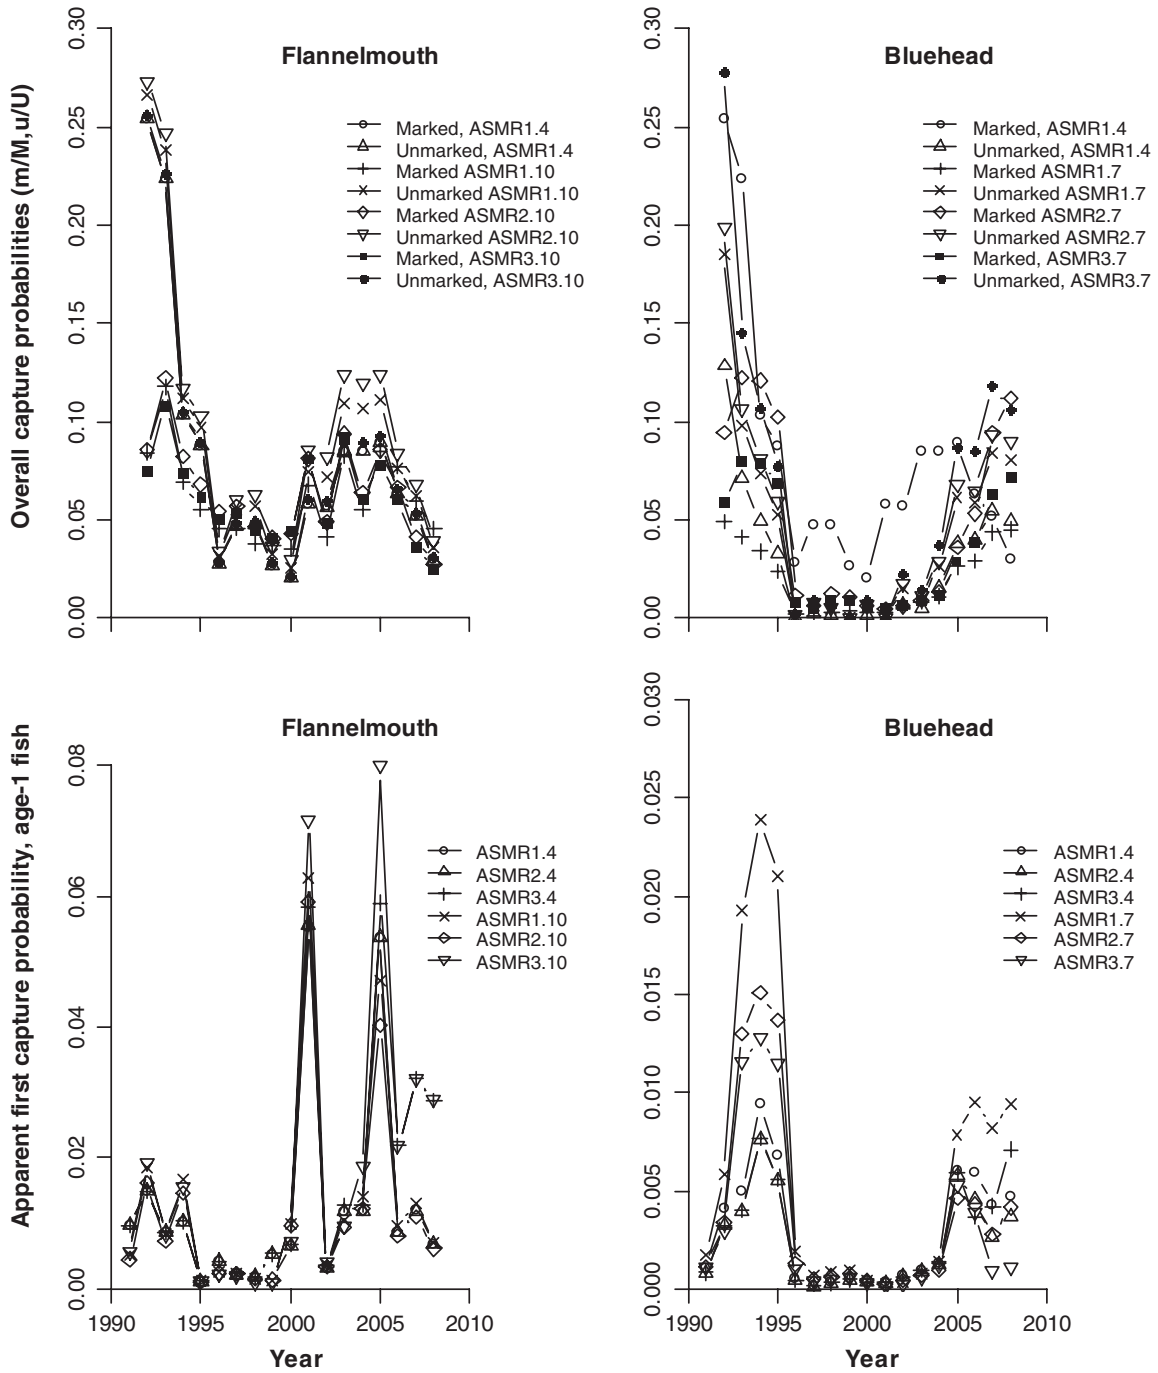 Flannelmouth
Overall capture probabilities (m/M,u/U)
0.30
0.25
0.20
0.15
0.10
0.05
0.00
Marked, ASMR1.4
Unmarked, ASMR1.4
Marked ASMR1.10
Unmarked ASMR1.10
Marked ASMR2.10
Unmarked ASMR2.10
Marked, ASMR3.10
Unmarked, ASMR3.10
Bluehead
0.30
0.25
0.20
0.15
0.10
0.05
0.00
Marked, ASMR1.4
Unmarked, ASMR1.4
Marked ASMR1.7
Unmarked ASMR1.7
Marked ASMR2.7
Unmarked ASMR2.7
Marked, ASMR3.7
Unmarked, ASMR3.7
Flannelmouth
Apparent first capture probability, age-1 fish
0.08
0.06
0.04
0.02
0.00
ASMR1.4
ASMR2.4
ASMR3.4
ASMR1.10
ASMR2.10
ASMR3.10
1990 1995 2000 2005 2010
Year
Bluehead
0.030
0.025
0.020
0.015
0.010
0.005
0.000
ASMR1.4
ASMR2.4
ASMR3.4
ASMR1.7
ASMR2.7
ASMR3.7
1990 1995 2000 2005 2010
Year